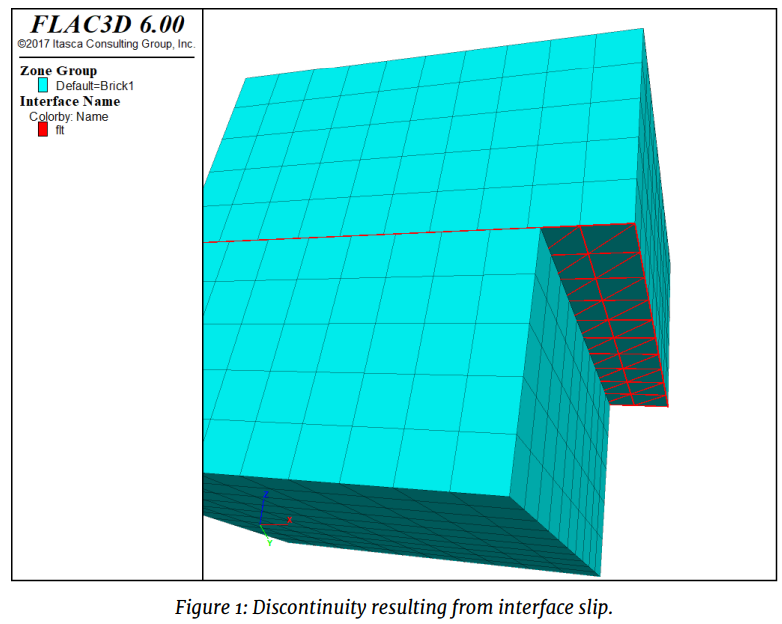 FLAC3D 6.00
©2017 Itasca Consulting Group, Inc.
Zone Group
Default=Brick1
Interface Name
Colorby: Name
flt
Z
X
Y
Figure 1: Discontinuity resulting from interface slip.